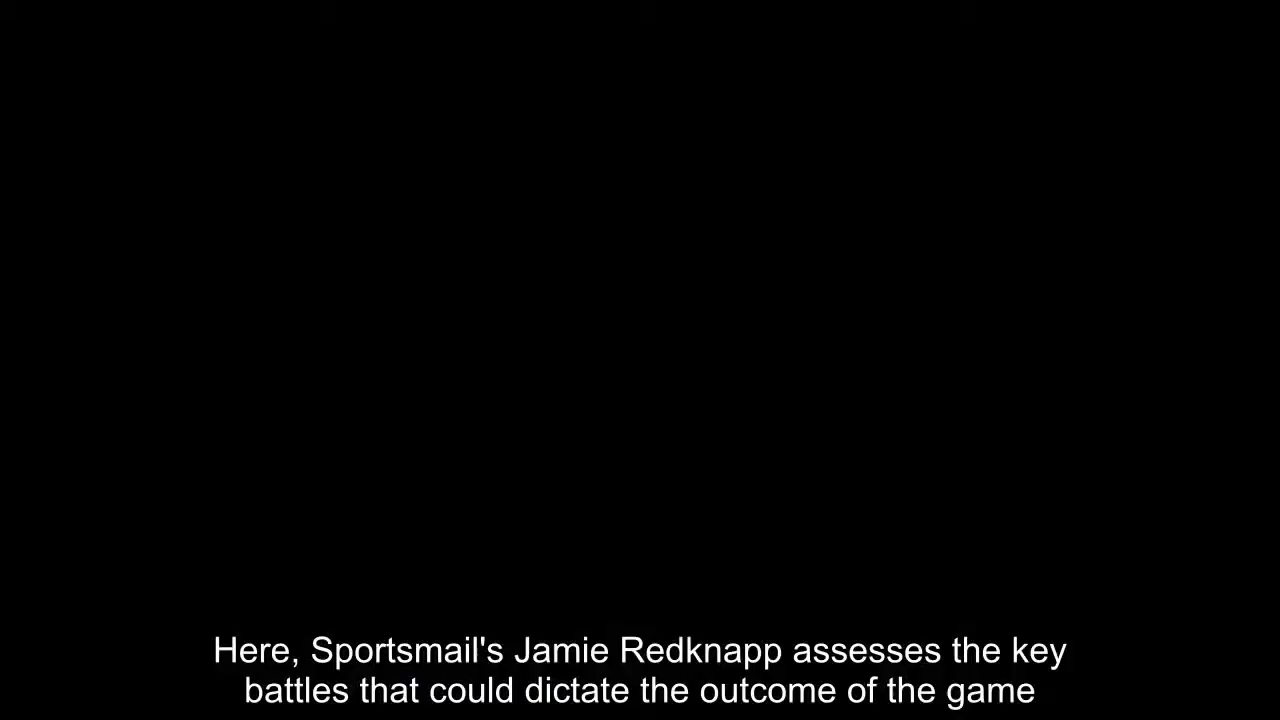 Here, Sportsmail's Jamie Redknapp assesses the key
battles that could dictate the outcome of the game